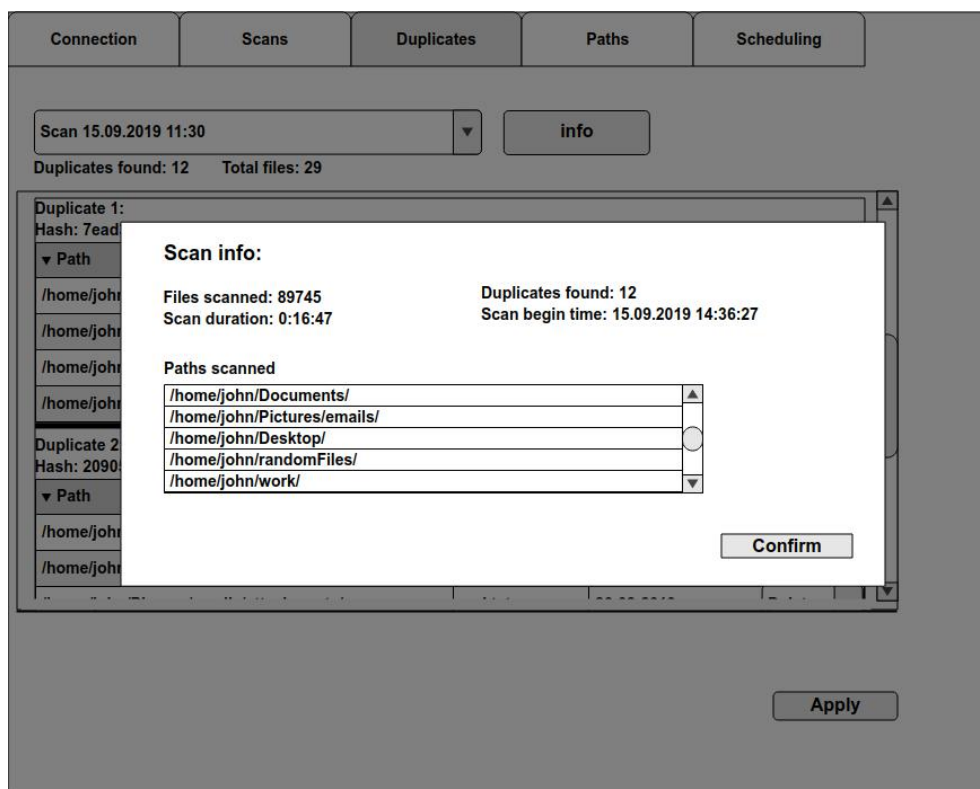 Connection Scans Duplicates Paths Scheduling
Scan 15.09.2019 11:30 info
Duplicates found: 12 Total files: 29
Duplicate 1:
Hash: 7ead
Path
/home/john
/home/john
/home/john
/home/john
Duplicate 2
Hash: 2090
Path
/home/john
/home/john
Scan info:
Files scanned: 89745 Duplicates found: 12
Scan duration: 0:16:47 Scan begin time: 15.09.2019 14:36:27
Paths scanned
/home/john/Documents/
/home/john/Pictures/emails/
/home/john/Desktop/
/home/john/randomFiles/
/home/john/work/
Confirm
Apply